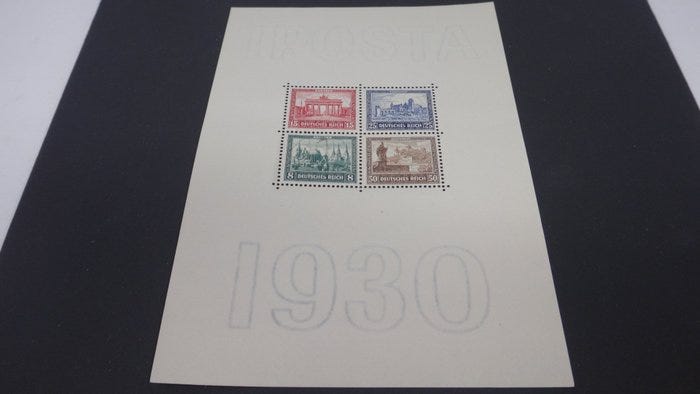 IPOSTA
15 DEUTSCHES REICH 15
25 DEUTSCHES REICH 25
8 DEUTSCHES REICH 8
50 DEUTSCHES REICH 50
1930